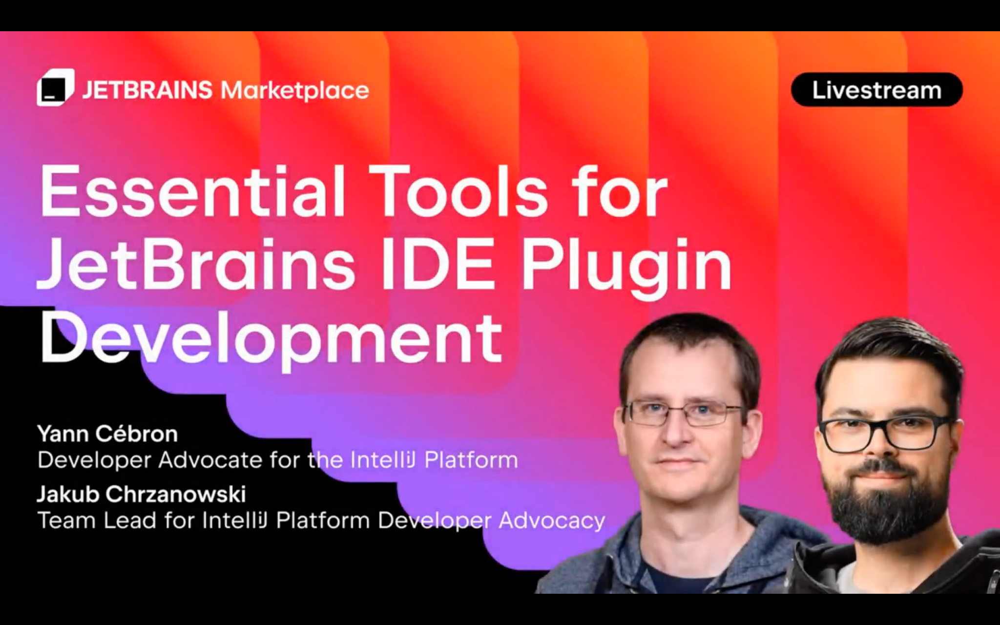 JETBRAINS Marketplace
Livestream
Essential Tools for
JetBrains IDE Plugin
Development
Yann Cébron
Developer Advocate for the IntelliJ Platform
Jakub Chrzanowski
Team Lead for IntelliJ Platform Developer Advocacy